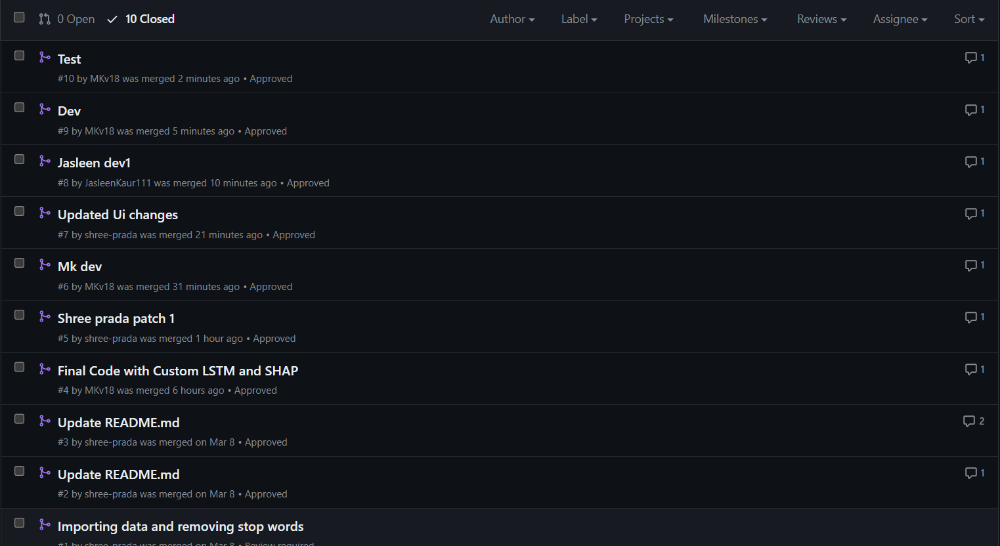 0 Open 10 Closed Author Label Projects Milestones Reviews Assignee Sort
Test 1
#10 by MKv18 was merged 2 minutes ago • Approved
Dev 1
#9 by MKv18 was merged 5 minutes ago • Approved
Jasleen dev1 1
#8 by JasleenKaur111 was merged 10 minutes ago • Approved
Updated Ui changes 1
#7 by shree-prada was merged 21 minutes ago • Approved
Mk dev 1
#6 by MKv18 was merged 31 minutes ago • Approved
Shree prada patch 1 1
#5 by shree-prada was merged 1 hour ago • Approved
Final Code with Custom LSTM and SHAP 1
#4 by MKv18 was merged 6 hours ago • Approved
Update README.md 2
#3 by shree-prada was merged on Mar 8 • Approved
Update README.md 1
#2 by shree-prada was merged on Mar 8 • Approved
Importing data and removing stop words
#1 by shree-prada was merged on Mar 8 • Review required